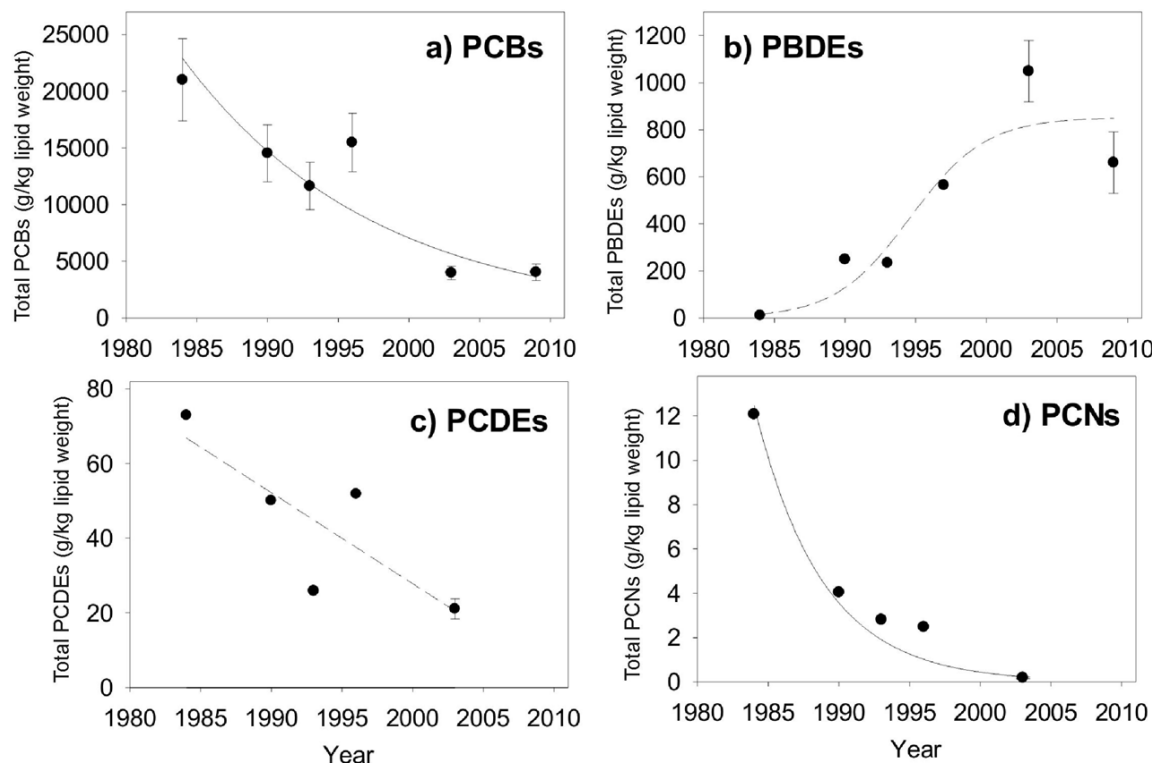 a) PCBs
Total PCBs (g/kg lipid weight)
25000
20000
15000
10000
5000
0
1980 1985 1990 1995 2000 2005 2010
b) PBDEs
Total PBDEs (g/kg lipid weight)
1200
1000
800
600
400
200
0
1980 1985 1990 1995 2000 2005 2010
c) PCDEs
Total PCDEs (g/kg lipid weight)
80
60
40
20
0
1980 1985 1990 1995 2000 2005 2010
Year
d) PCNs
Total PCNs (g/kg lipid weight)
12
10
8
6
4
2
0
1980 1985 1990 1995 2000 2005 2010
Year